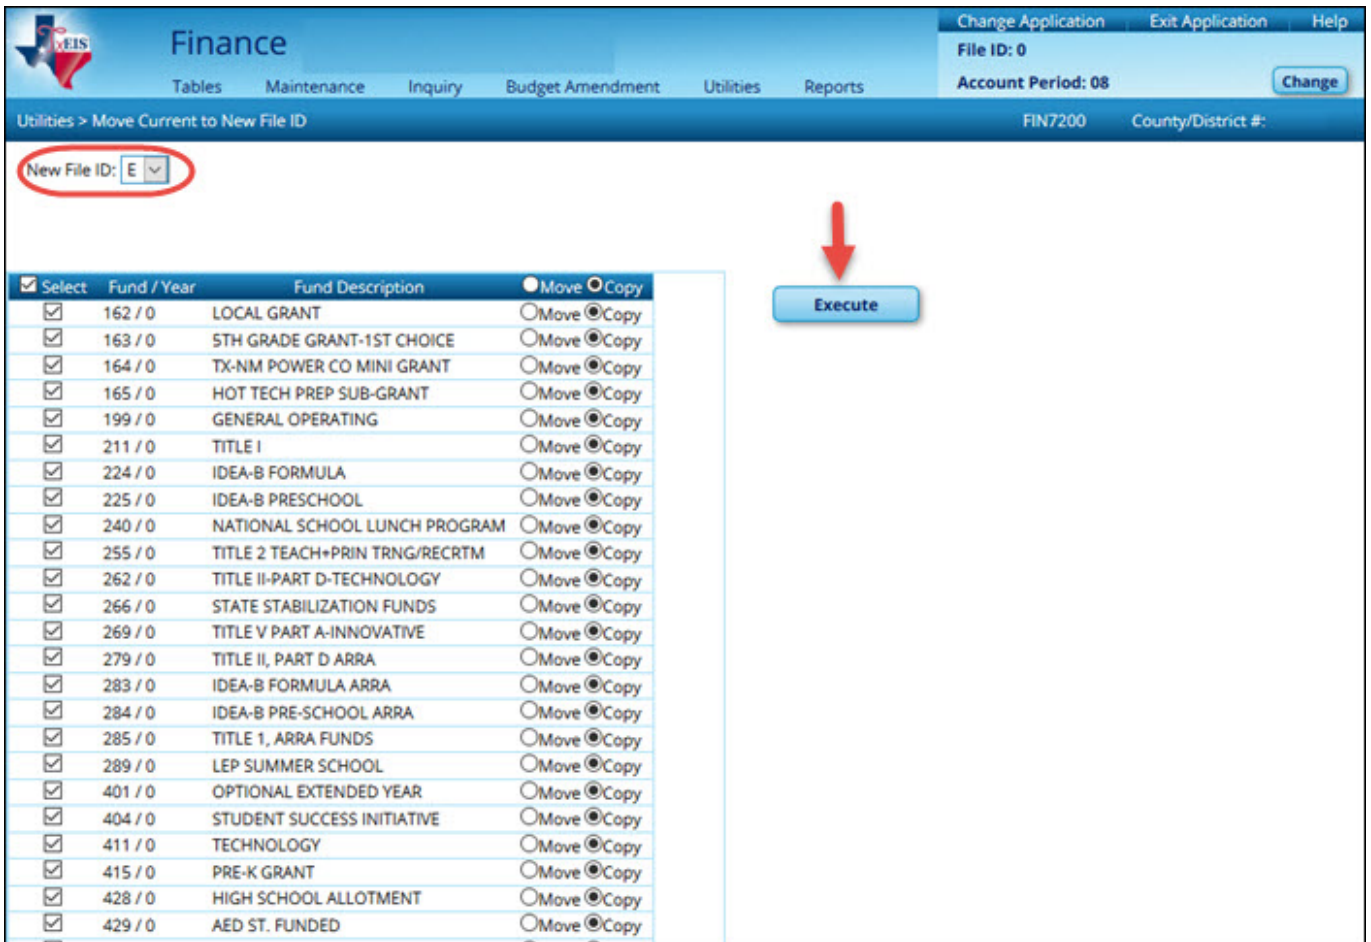 Change Application Exit Application Help
TxEIS Finance File ID: 0
Tables Maintenance Inquiry Budget Amendment Utilities Reports Account Period: 08 Change
Utilities > Move Current to New File ID FIN7200 County/District #:
New File ID: E
Select Fund / Year Fund Description Move Copy
Execute
162 / 0 LOCAL GRANT Move Copy
163 / 0 5TH GRADE GRANT-1ST CHOICE Move Copy
164 / 0 TX-NM POWER CO MINI GRANT Move Copy
165 / 0 HOT TECH PREP SUB-GRANT Move Copy
199 / 0 GENERAL OPERATING Move Copy
211 / 0 TITLE I Move Copy
224 / 0 IDEA-B FORMULA Move Copy
225 / 0 IDEA-B PRESCHOOL Move Copy
240 / 0 NATIONAL SCHOOL LUNCH PROGRAM Move Copy
255 / 0 TITLE 2 TEACH+PRIN TRNG/RECRTM Move Copy
262 / 0 TITLE II-PART D-TECHNOLOGY Move Copy
266 / 0 STATE STABILIZATION FUNDS Move Copy
269 / 0 TITLE V PART A-INNOVATIVE Move Copy
279 / 0 TITLE II, PART D ARRA Move Copy
283 / 0 IDEA-B FORMULA ARRA Move Copy
284 / 0 IDEA-B PRE-SCHOOL ARRA Move Copy
285 / 0 TITLE 1, ARRA FUNDS Move Copy
289 / 0 LEP SUMMER SCHOOL Move Copy
401 / 0 OPTIONAL EXTENDED YEAR Move Copy
404 / 0 STUDENT SUCCESS INITIATIVE Move Copy
411 / 0 TECHNOLOGY Move Copy
415 / 0 PRE-K GRANT Move Copy
428 / 0 HIGH SCHOOL ALLOTMENT Move Copy
429 / 0 AED ST. FUNDED Move Copy